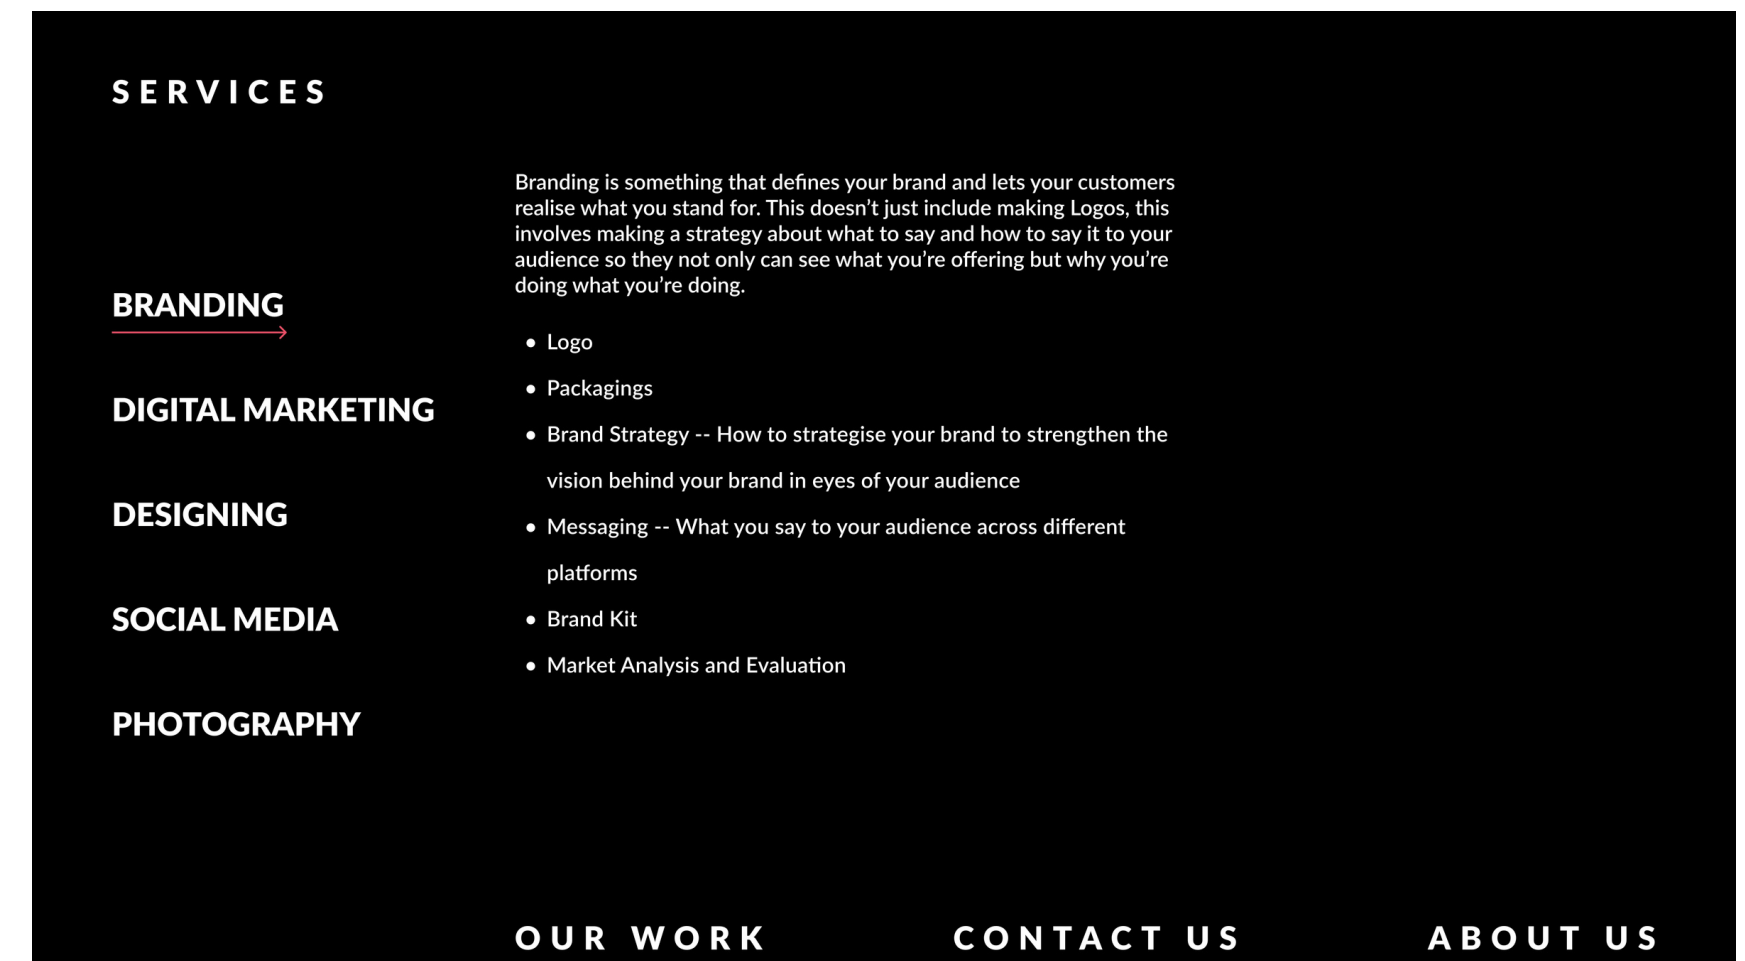 SERVICES
BRANDING
DIGITAL MARKETING
DESIGNING
SOCIAL MEDIA
PHOTOGRAPHY
Branding is something that defines your brand and lets your customers
realise what you stand for. This doesn’t just include making Logos, this
involves making a strategy about what to say and how to say it to your
audience so they not only can see what you’re offering but why you’re
doing what you’re doing.
• Logo
• Packagings
• Brand Strategy -- How to strategise your brand to strengthen the
vision behind your brand in eyes of your audience
• Messaging -- What you say to your audience across different
platforms
• Brand Kit
• Market Analysis and Evaluation
OUR WORK
CONTACT US
ABOUT US